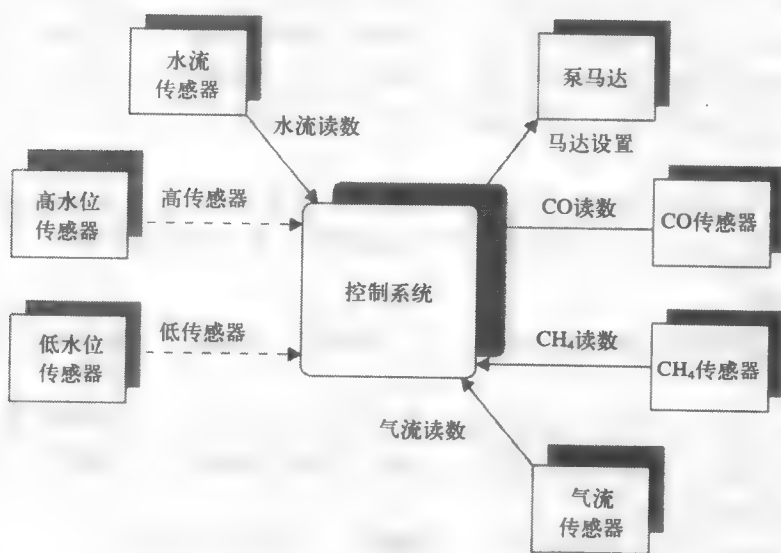 水流
传感器
泵马达
水流读数
马达设置
高水位
传感器
高传感器
CO读数
CO传感器
控制系统
低水位
传感器
低传感器
CH₄读数
CH₄传感器
气流读数
气流
传感器